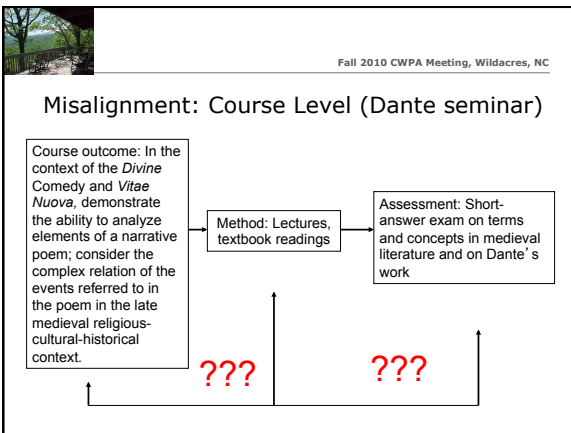 Fall 2010 CWPA Meeting, Wildacres, NC
Misalignment: Course Level (Dante seminar)
Course outcome: In the
context of the Divine
Comedy and Vitae
Nuova, demonstrate
the ability to analyze
elements of a narrative
poem; consider the
complex relation of the
events referred to in
the poem in the late
medieval religious-
cultural-historical
context.
Method: Lectures,
textbook readings
Assessment: Short-
answer exam on terms
and concepts in medieval
literature and on Dante's
work
???
???